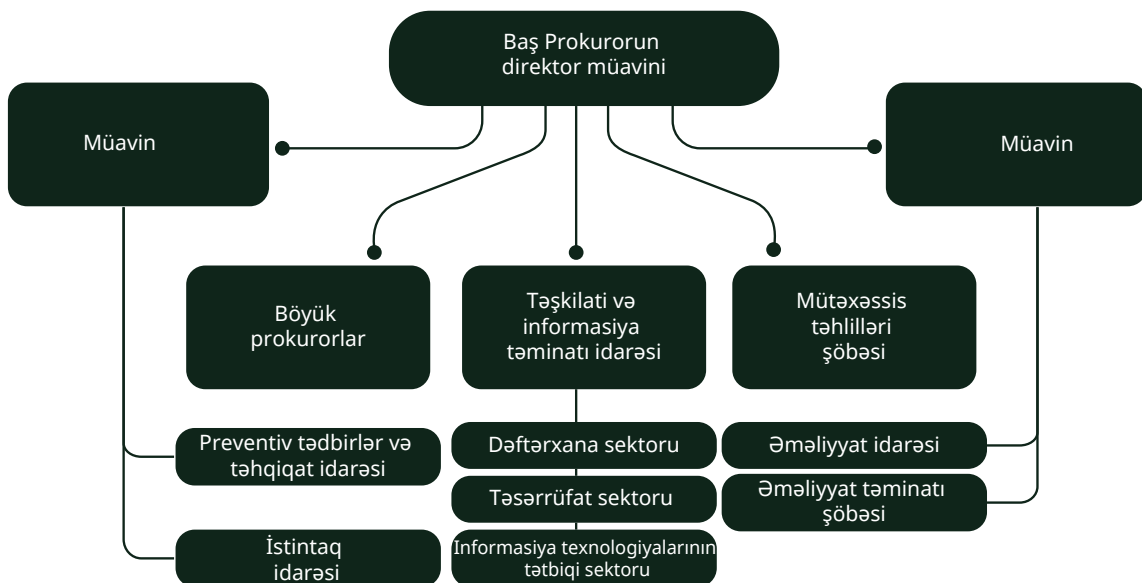 Baş Prokurorun
direktor müavini
Müavin
Müavin
Böyük
prokurorlar
Təşkilati və
informasiya
təminatı idarəsi
Mütəxəssis
təhlilləri
şöbəsi
Preventiv tədbirlər və
təhqiqat idarəsi
İstintaq
idarəsi
Dəftərxana sektoru
Təsərrüfat sektoru
Informasiya texnologiyalarının
tətbiqi sektoru
Əməliyyat idarəsi
Əməliyyat təminatı
şöbəsi